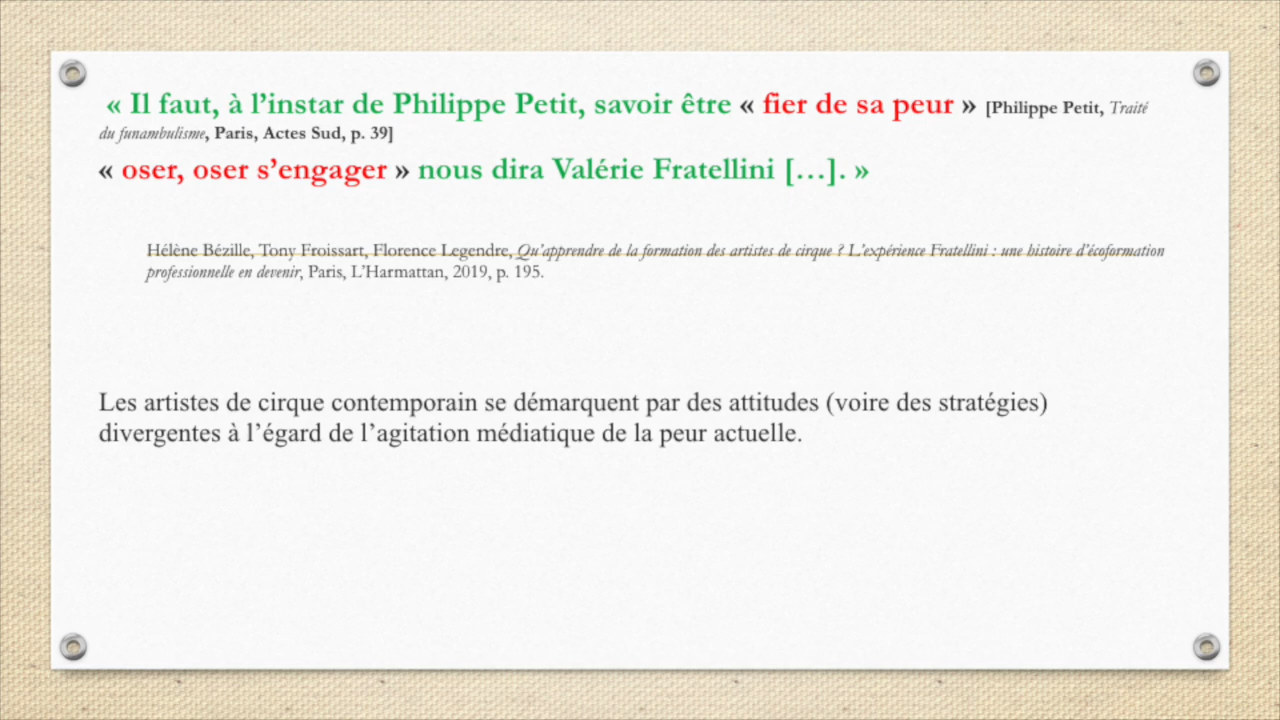 « Il faut, à l’instar de Philippe Petit, savoir être « fier de sa peur » [Philippe Petit, Traité
du funambulisme, Paris, Actes Sud, p. 39]
« oser, oser s’engager » nous dira Valérie Fratellini […]. »
Hélène Bézille, Tony Froissart, Florence Legendre, Qu’apprendre de la formation des artistes de cirque ? L’expérience Fratellini : une histoire d’écoformation
professionnelle en devenir, Paris, L’Harmattan, 2019, p. 195.
Les artistes de cirque contemporain se démarquent par des attitudes (voire des stratégies)
divergentes à l’égard de l’agitation médiatique de la peur actuelle.